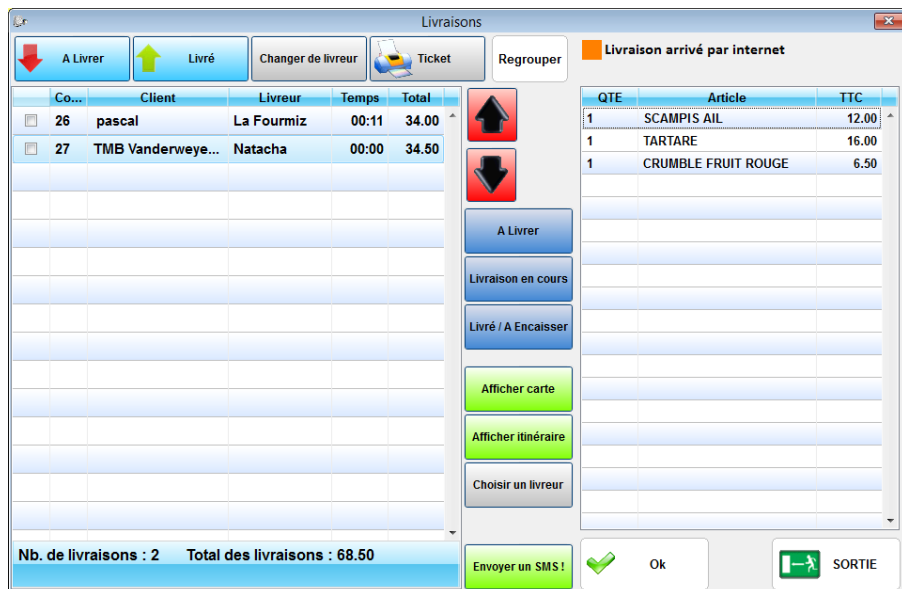 Livraisons
A Livrer
Livré
Changer de livreur
Ticket
Regrouper
Livraison arrivé par internet
Co... Client Livreur Temps Total
26 pascal La Fourmiz 00:11 34.00
27 TMB Vanderweye... Natacha 00:00 34.50
A Livrer
Livraison en cours
Livré / A Encaisser
Afficher carte
Afficher itinéraire
Choisir un livreur
Envoyer un SMS !
QTE Article TTC
1 SCAMPIS AIL 12.00
1 TARTARE 16.00
1 CRUMBLE FRUIT ROUGE 6.50
Nb. de livraisons : 2 Total des livraisons : 68.50
Ok
SORTIE